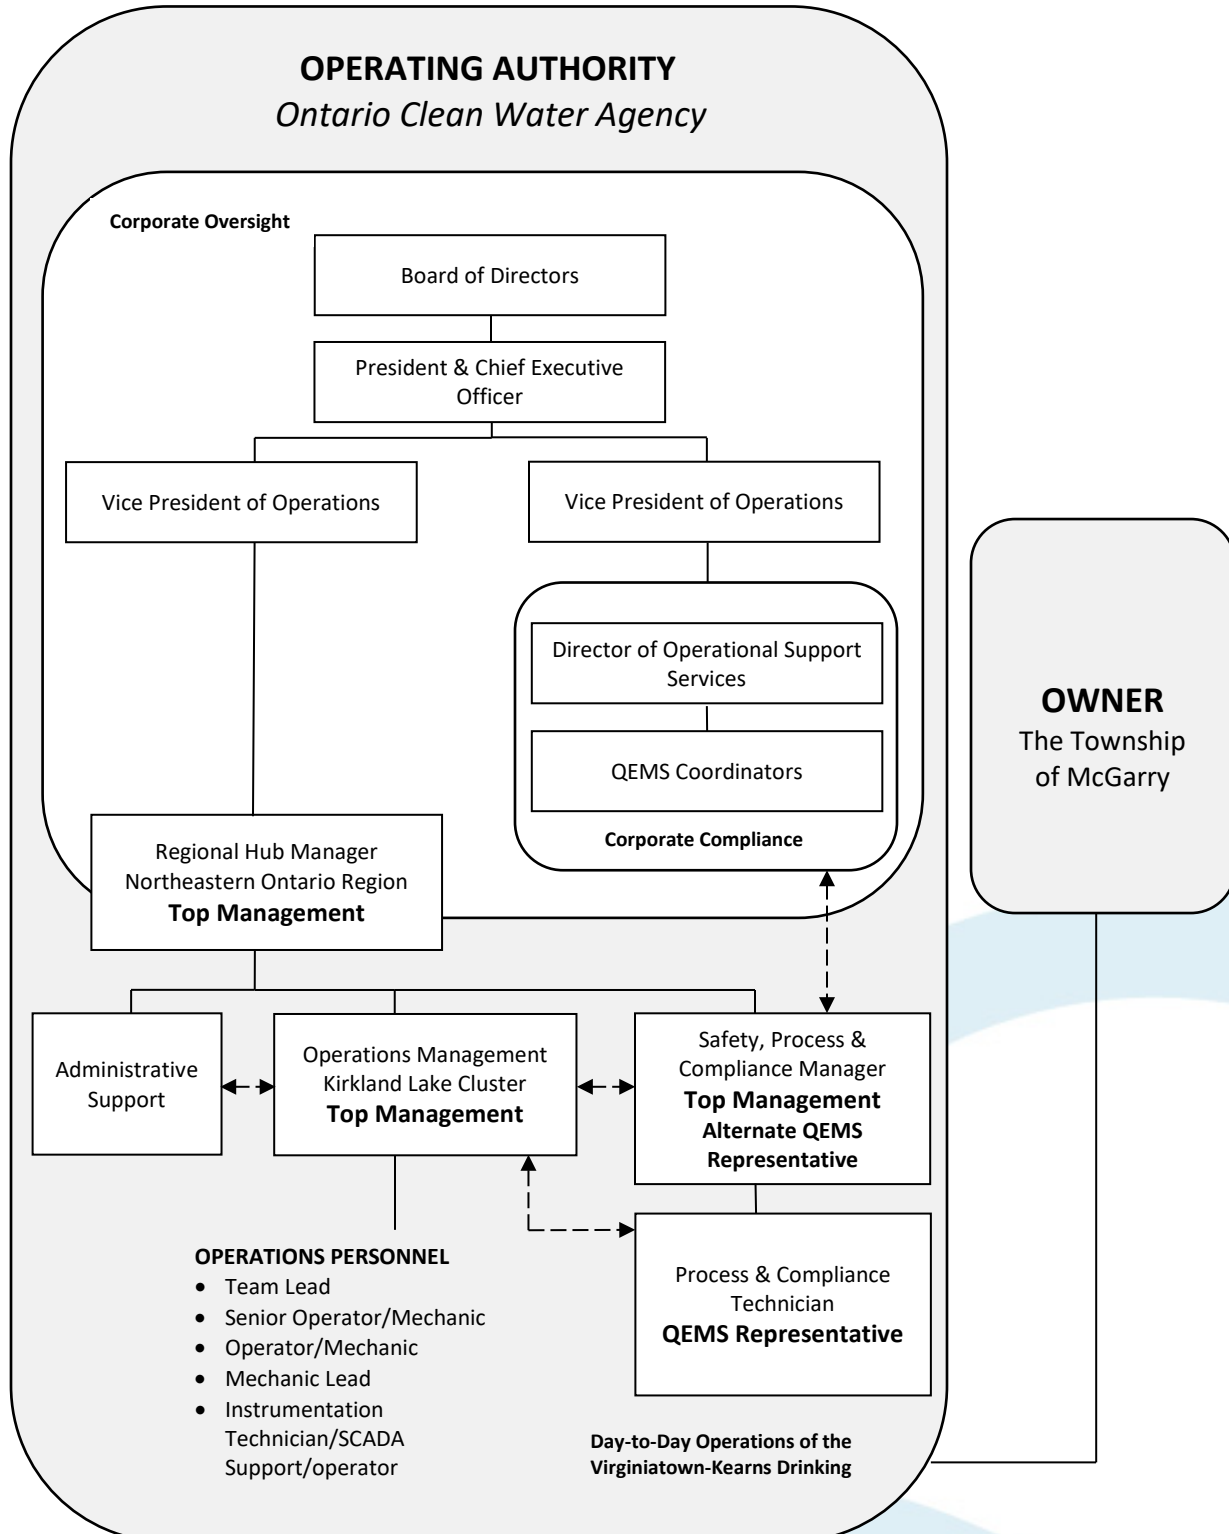 OPERATING AUTHORITY
Ontario Clean Water Agency
Corporate Oversight
Board of Directors
President & Chief Executive
Officer
Vice President of Operations
Vice President of Operations
Director of Operational Support
Services
QEMS Coordinators
Corporate Compliance
OWNER
The Township
of McGarry
Regional Hub Manager
Northeastern Ontario Region
Top Management
Administrative
Support
Operations Management
Kirkland Lake Cluster
Top Management
Safety, Process &
Compliance Manager
Top Management
Alternate QEMS
Representative
OPERATIONS PERSONNEL
• Team Lead
• Senior Operator/Mechanic
• Operator/Mechanic
• Mechanic Lead
• Instrumentation
Technician/SCADA
Support/operator
Process & Compliance
Technician
QEMS Representative
Day-to-Day Operations of the
Virginiatown-Kearns Drinking